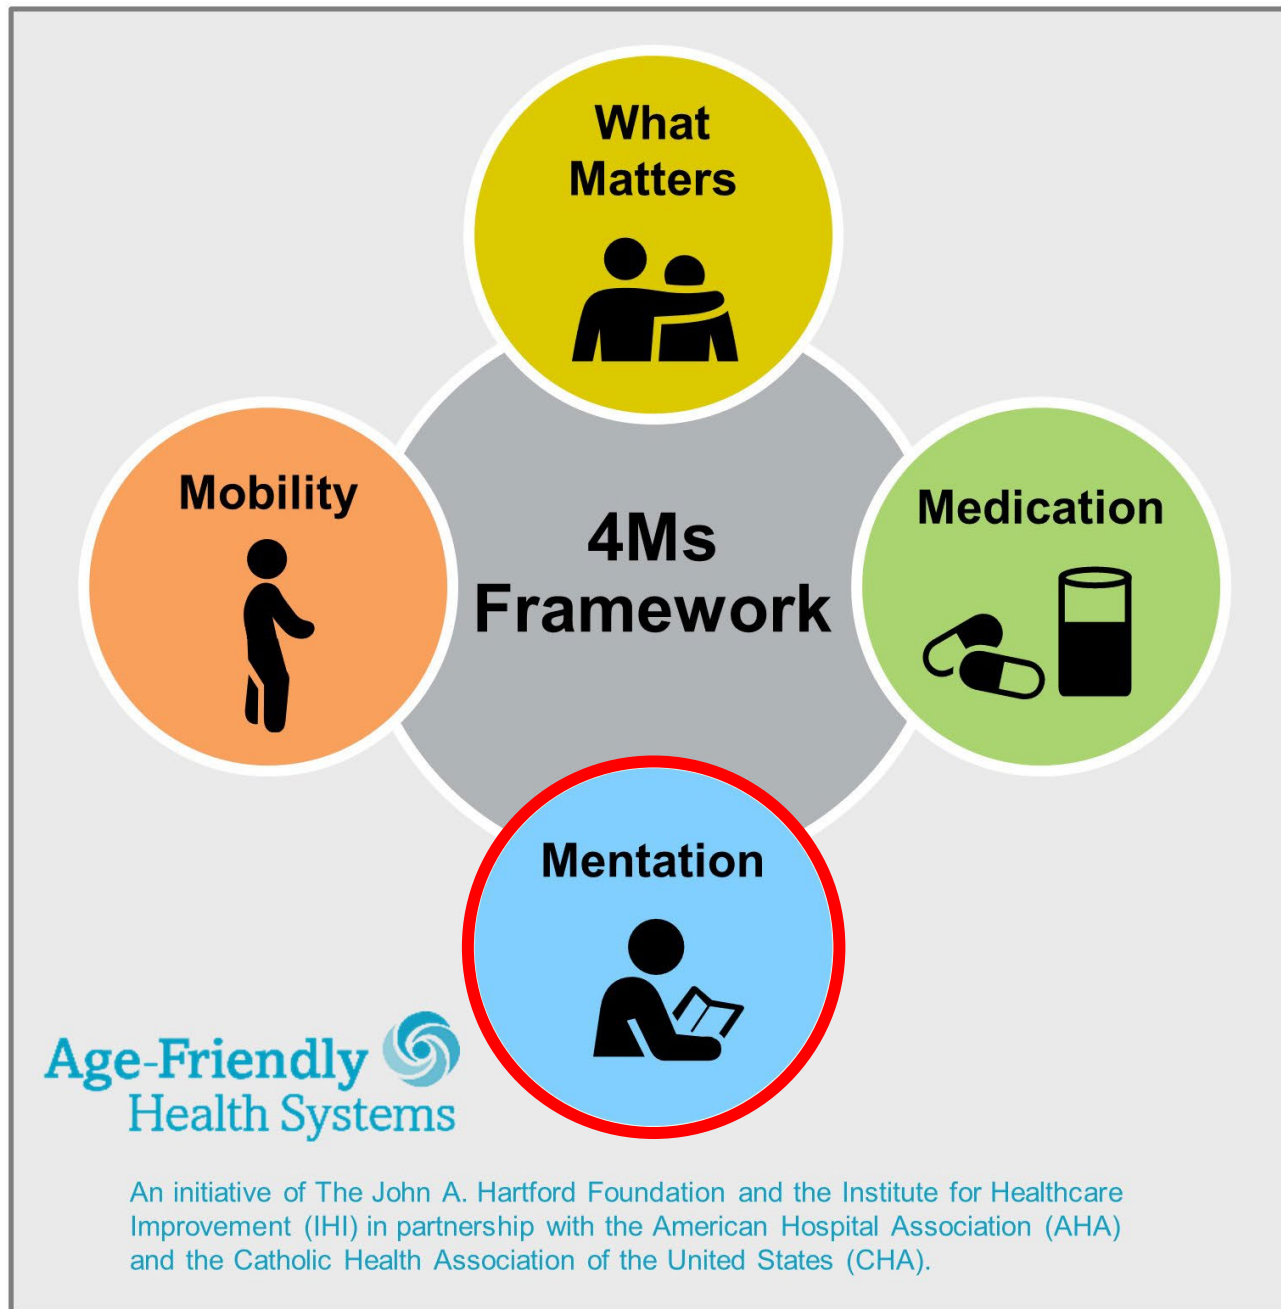 What
Matters
Mobility
4Ms
Framework
Medication
Mentation
Age-Friendly
Health Systems
An initiative of The John A. Hartford Foundation and the Institute for Healthcare
Improvement (IHI) in partnership with the American Hospital Association (AHA)
and the Catholic Health Association of the United States (CHA).